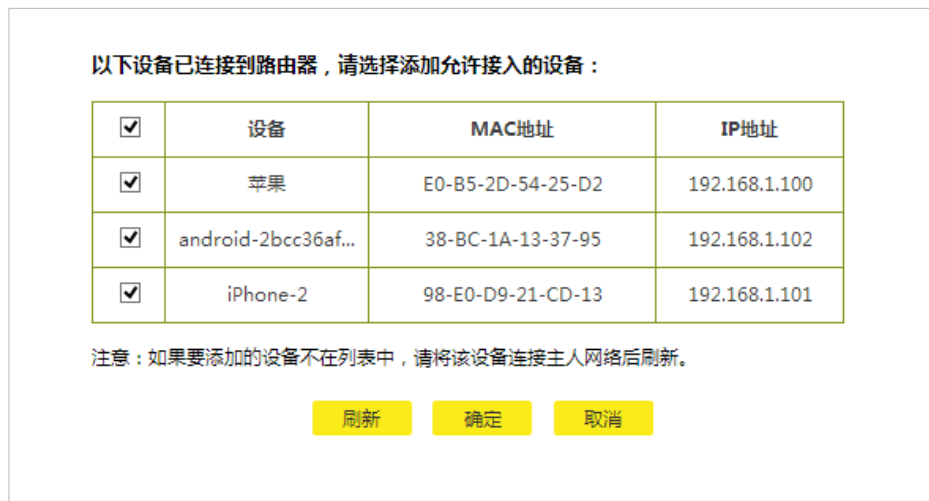 以下设备已连接到路由器，请选择添加允许接入的设备：
设备 MAC地址 IP地址
苹果 E0-B5-2D-54-25-D2 192.168.1.100
android-2bcc36af... 38-BC-1A-13-37-95 192.168.1.102
iPhone-2 98-E0-D9-21-CD-13 192.168.1.101
注意：如果要添加的设备不在列表中，请将该设备连接主人网络后刷新。
刷新 确定 取消